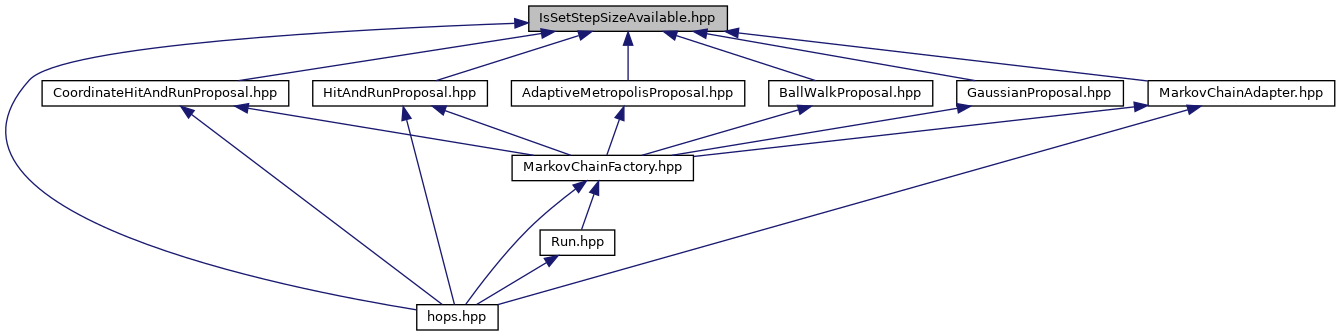 IsSetStepSizeAvailable.hpp
CoordinateHitAndRunProposal.hpp
HitAndRunProposal.hpp
AdaptiveMetropolisProposal.hpp
BallWalkProposal.hpp
GaussianProposal.hpp
MarkovChainAdapter.hpp
MarkovChainFactory.hpp
Run.hpp
hops.hpp